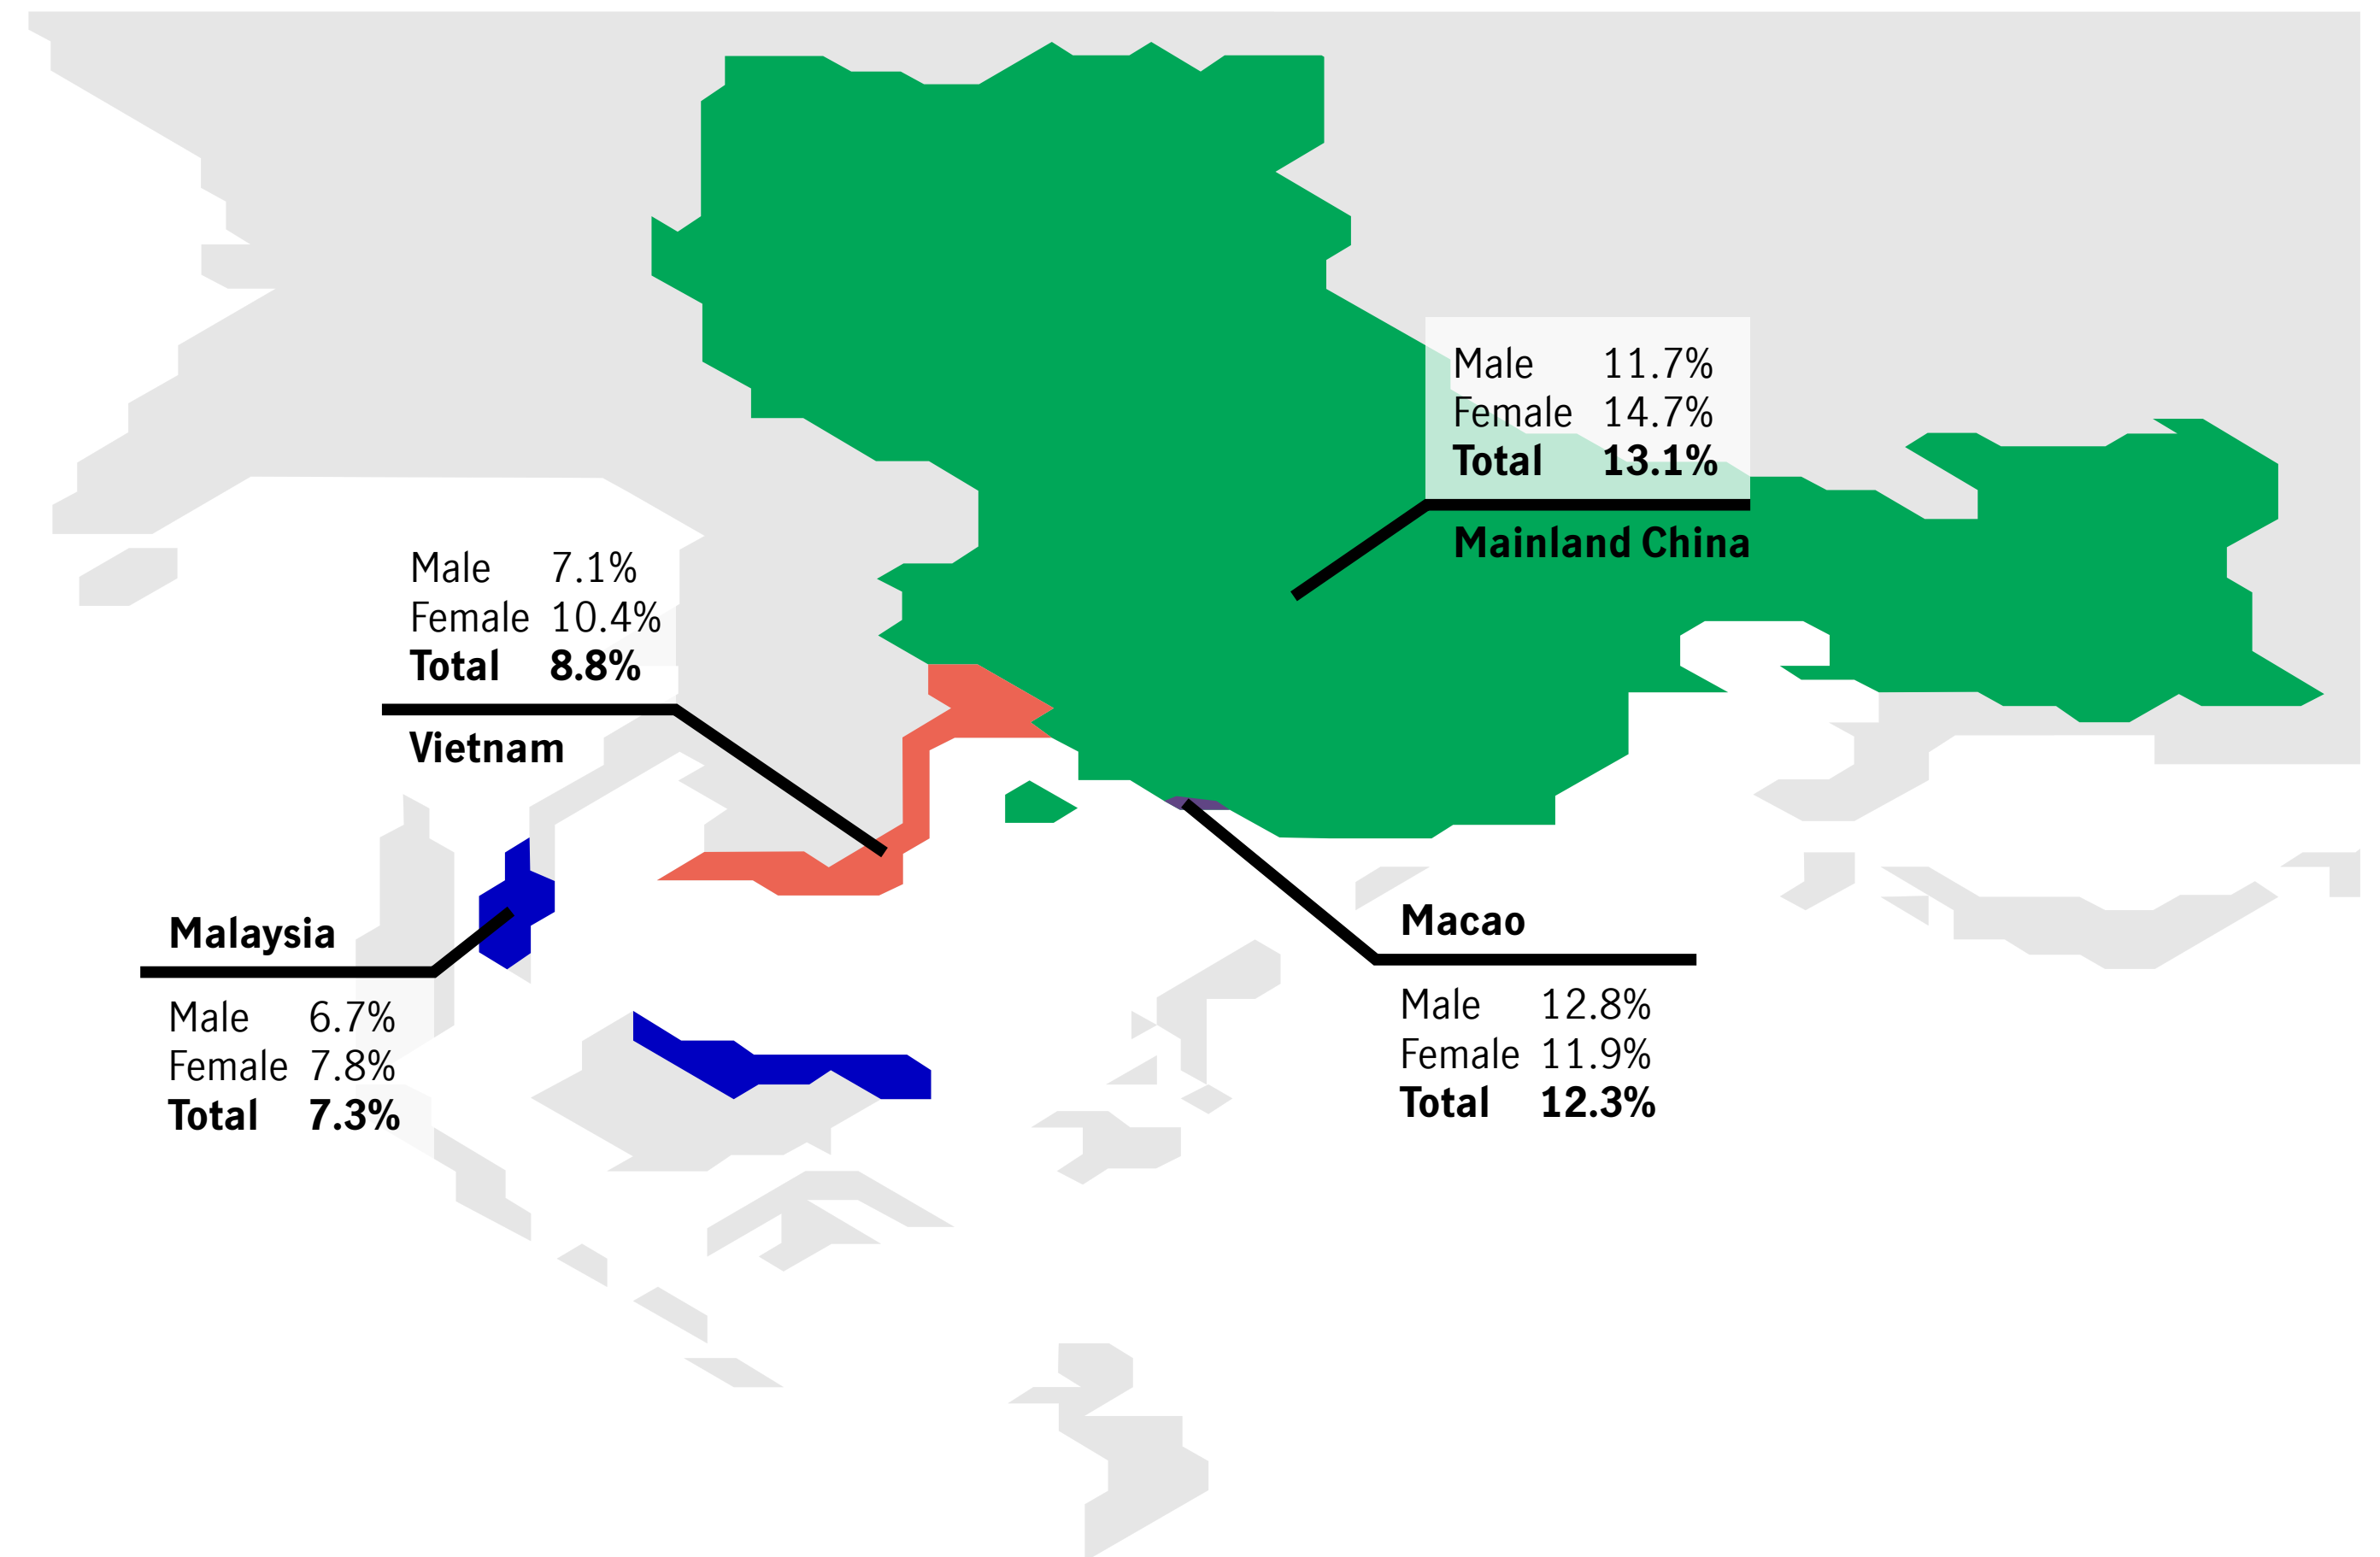 Male 11.7%
Female 14.7%
Total 13.1%
Mainland China
Male 7.1%
Female 10.4%
Total 8.8%
Vietnam
Malaysia
Male 6.7%
Female 7.8%
Total 7.3%
Macao
Male 12.8%
Female 11.9%
Total 12.3%